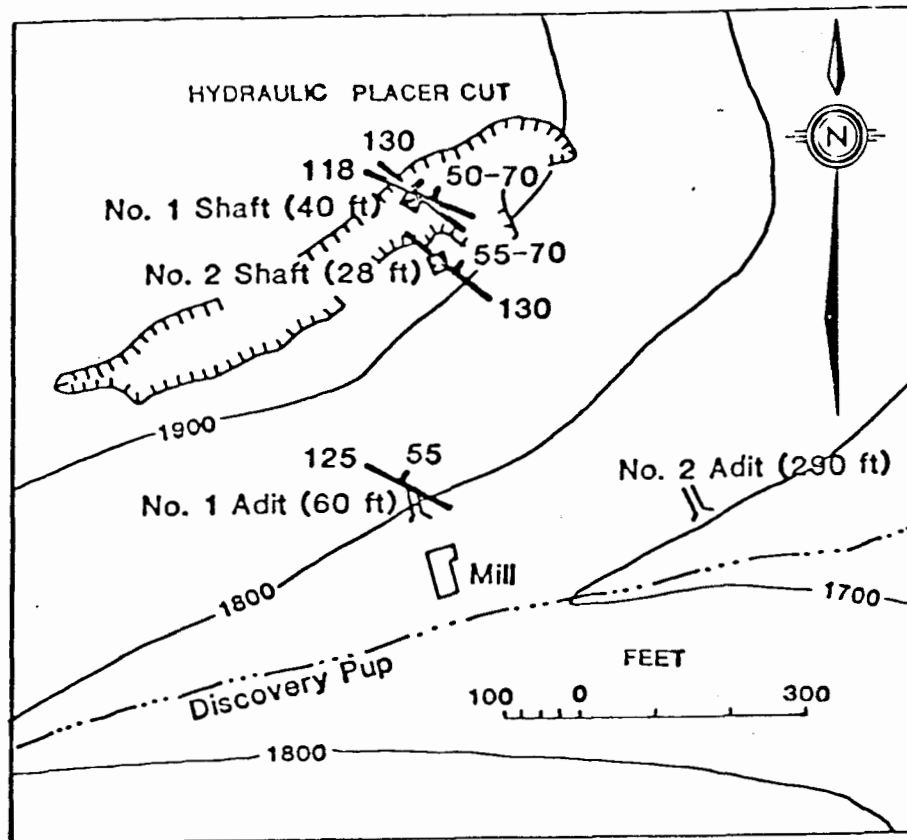 HYDRAULIC PLACER CUT
130
118
50-70
No. 1 Shaft (40 ft)
N
No. 2 Shaft (28 ft)
55-70
130
1900
125
55
No. 2 Adit (290 ft)
No. 1 Adit (60 ft)
Mill
1800
1700
Discovery Pup
FEET
100 0 300
1800